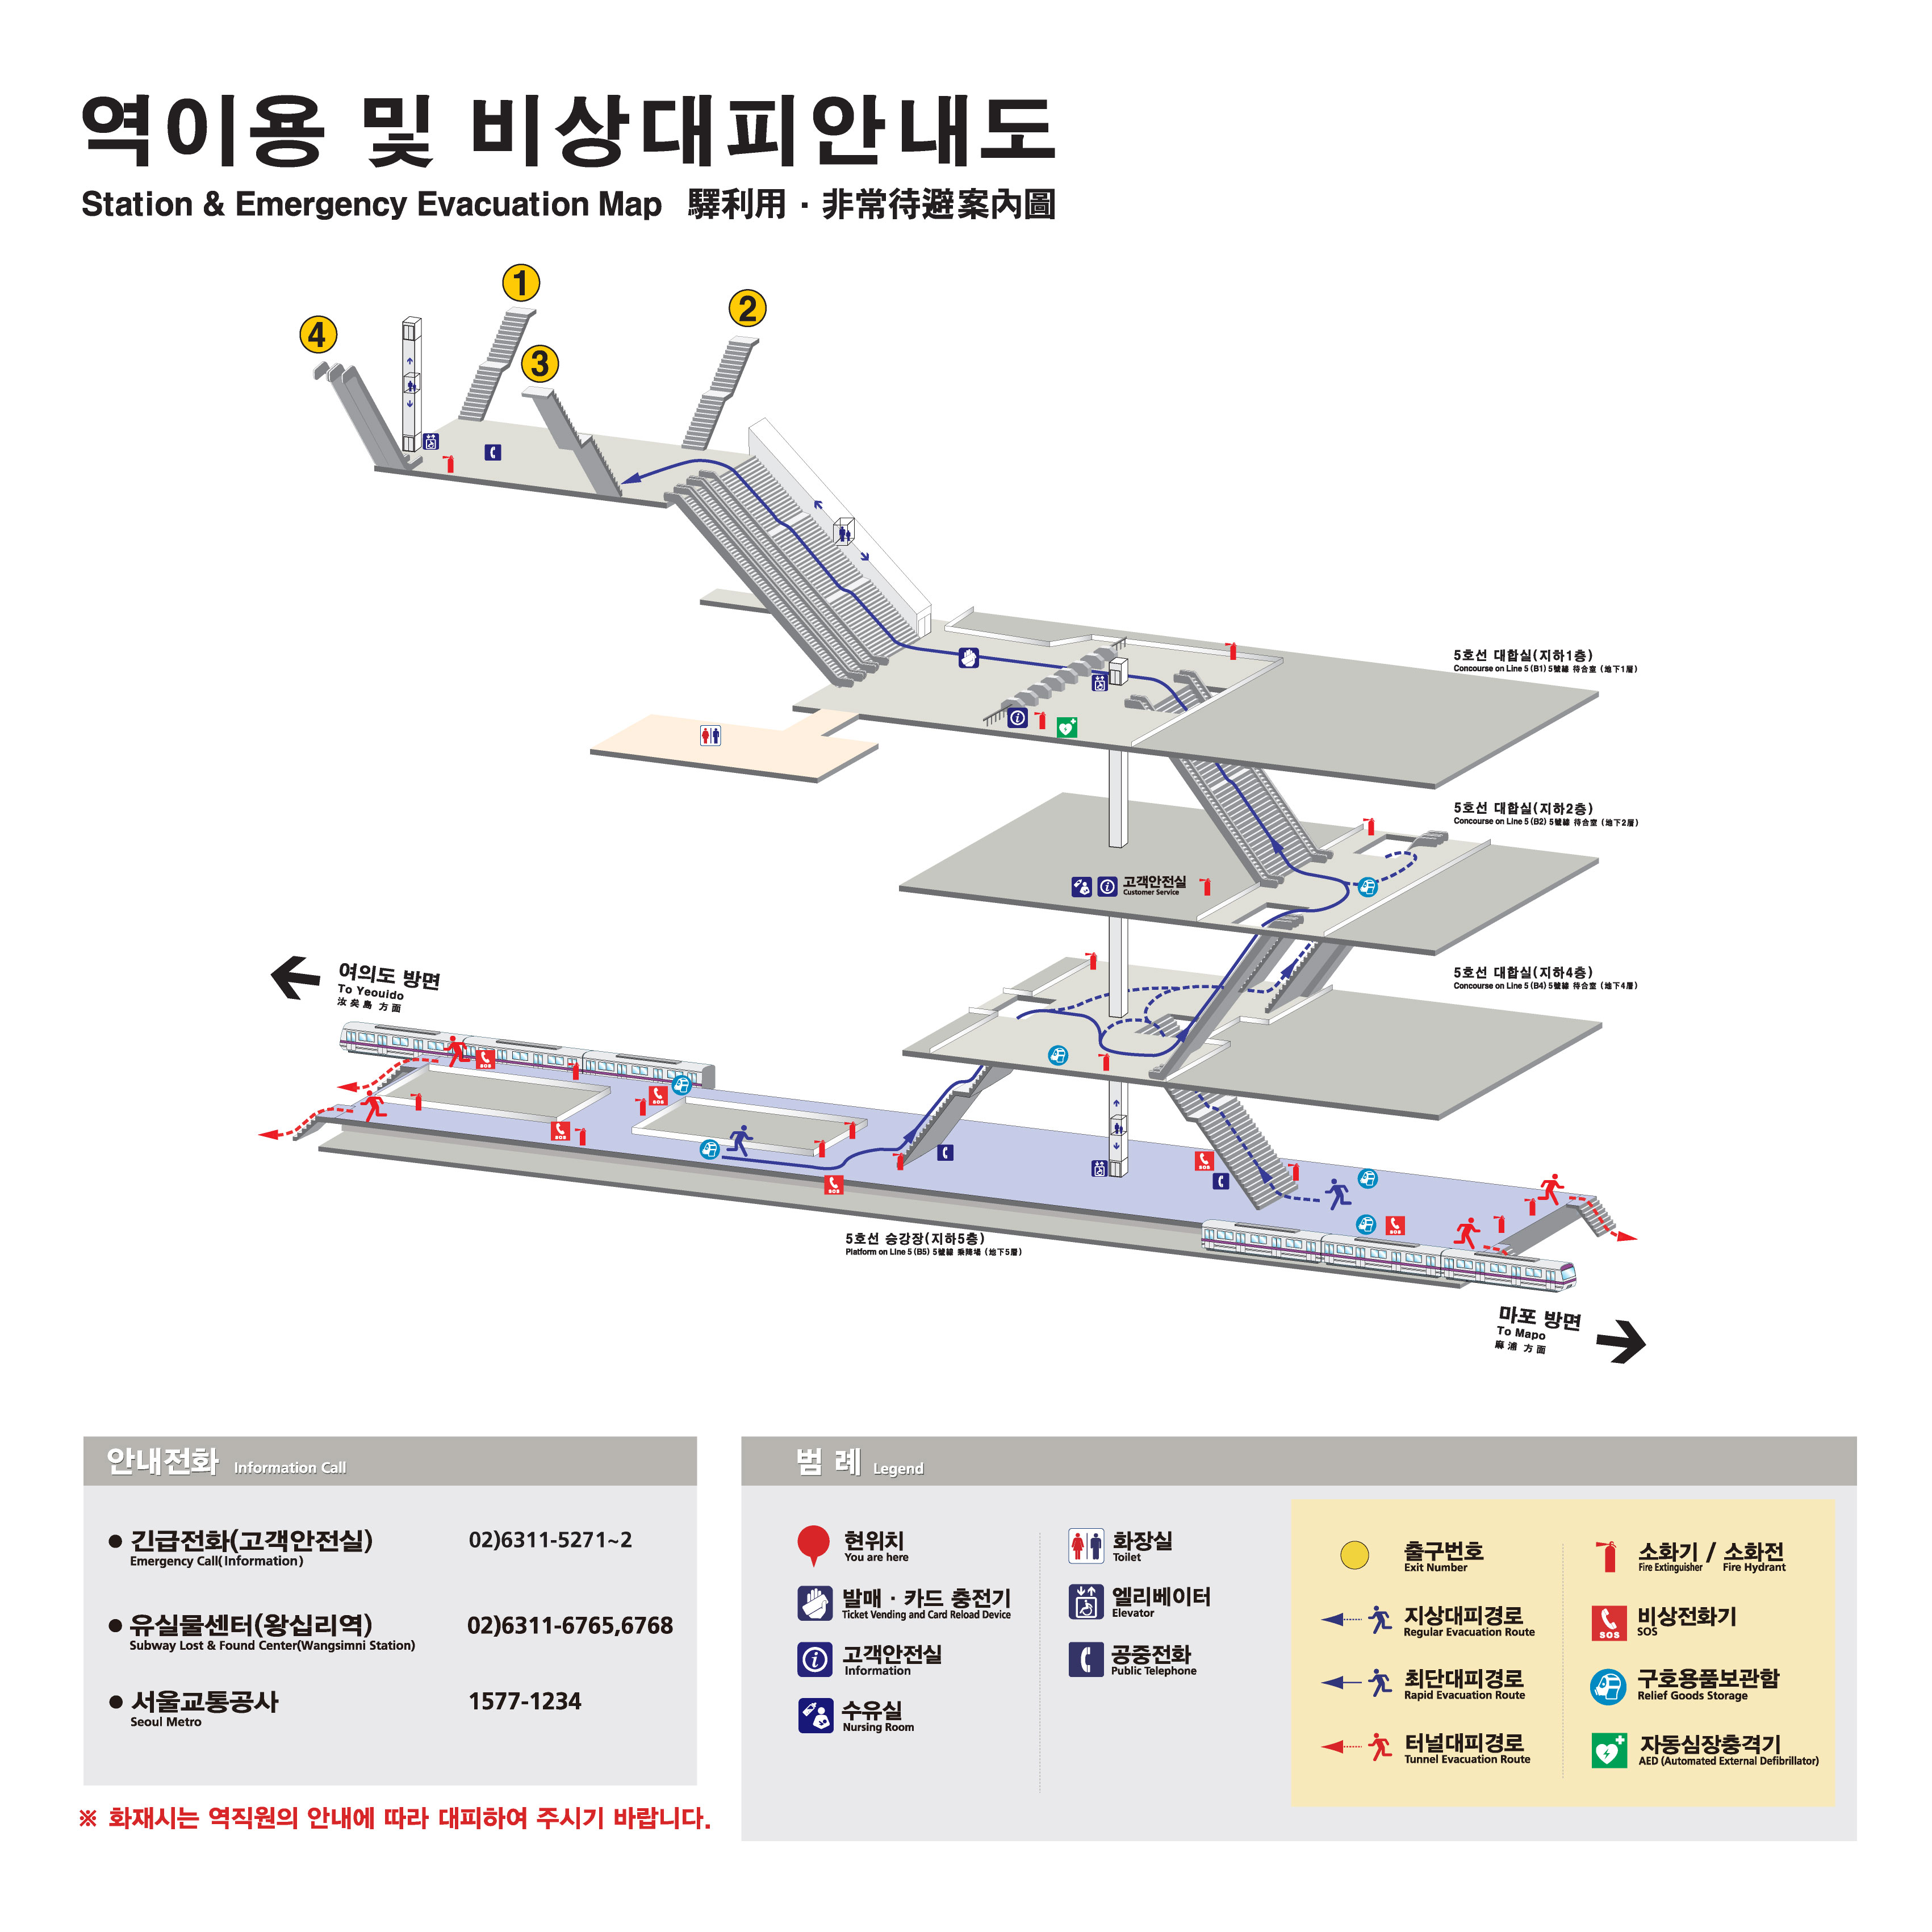 역이용 및 비상대피안내도
Station & Emergency Evacuation Map 驛利用 · 非常待避案內圖
1
2
4
3
5호선 대합실(지하1층)
Concourse on Line 5 (B1) 5號線 待合室 (地下1層)
5호선 대합실(지하2층)
Concourse on Line 5 (B2) 5號線 待合室 (地下2層)
고객안전실
Customer Service
5호선 대합실(지하4층)
Concourse on Line 5 (B4) 5號線 待合室 (地下4層)
여의도 방면
To Yeouido
汝矣島 方面
SOS
SOS
SOS
SOS
SOS
SOS
5호선 승강장(지하5층)
Platform on Line 5 (B5) 5號線 乘降場 (地下5層)
마포 방면
To Mapo
麻浦 方面
안내전화 Information Call
긴급전화(고객안전실) 02)6311-5271~2
Emergency Call(Information)
유실물센터(왕십리역) 02)6311-6765,6768
Subway Lost & Found Center(Wangsimni Station)
서울교통공사 1577-1234
Seoul Metro
※ 화재시는 역직원의 안내에 따라 대피하여 주시기 바랍니다.
범 례 Legend
현위치
You are here
발매 · 카드 충전기
Ticket Vending and Card Reload Device
고객안전실
Information
수유실
Nursing Room
화장실
Toilet
엘리베이터
Elevator
공중전화
Public Telephone
출구번호
Exit Number
지상대피경로
Regular Evacuation Route
최단대피경로
Rapid Evacuation Route
터널대피경로
Tunnel Evacuation Route
소화기 / 소화전
Fire Extinguisher Fire Hydrant
비상전화기
SOS
SOS
구호용품보관함
Relief Goods Storage
자동심장충격기
AED (Automated External Defibrillator)